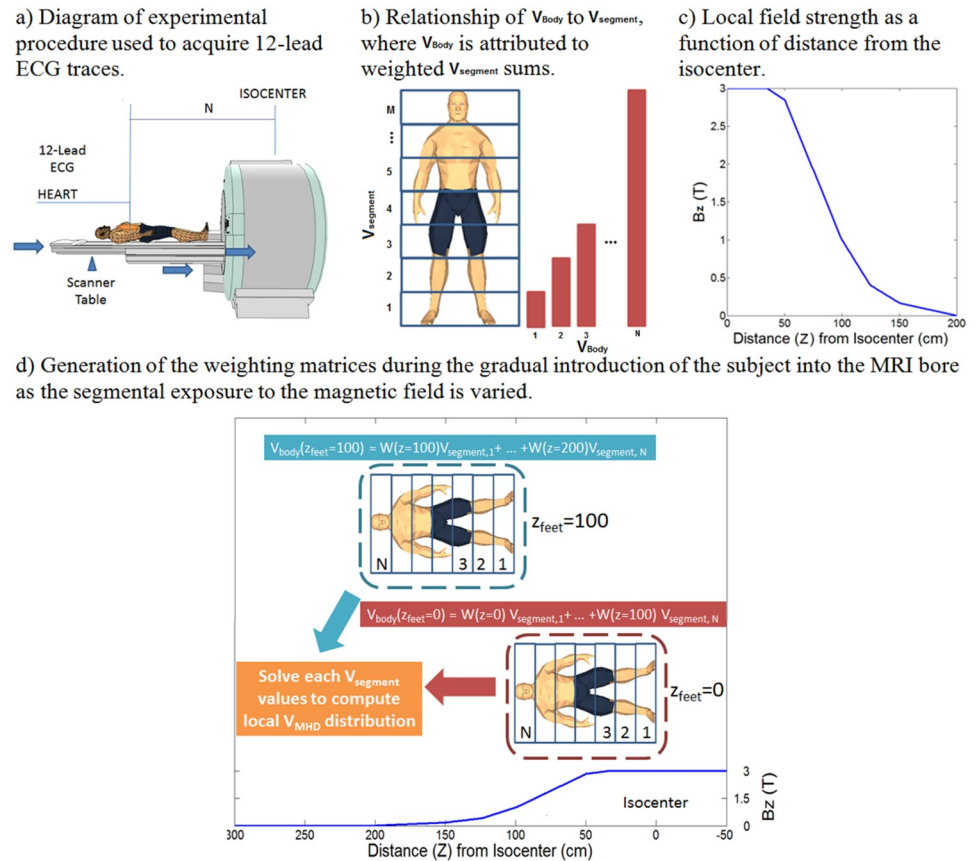 a) Diagram of experimental
procedure used to acquire 12-lead
ECG traces.
ISOCENTER
N
12-Lead
ECG
HEART
Scanner
Table
b) Relationship of VBody to Vsegment,
where VBody is attributed to
weighted Vsegment sums.
M
⋮
5
4
3
2
1
Vsegment
...
1 2 3 N
VBody
c) Local field strength as a
function of distance from the
isocenter.
3
2.5
2
1.5
1
0.5
0
Bz (T)
0 50 100 150 200
Distance (Z) from Isocenter (cm)
d) Generation of the weighting matrices during the gradual introduction of the subject into the MRI bore
as the segmental exposure to the magnetic field is varied.
Vbody(zfeet=100) = W(z=100)Vsegment,1+ ... +W(z=200)Vsegment, N
N 3 2 1
zfeet=100
Vbody(zfeet=0) = W(z=0) Vsegment,1+ ... +W(z=100) Vsegment, N
Solve each Vsegment
values to compute
local VMHD distribution
N 3 2 1
zfeet=0
Isocenter
3
1.5
0
Bz (T)
300 250 200 150 100 50 0 -50
Distance (Z) from Isocenter (cm)